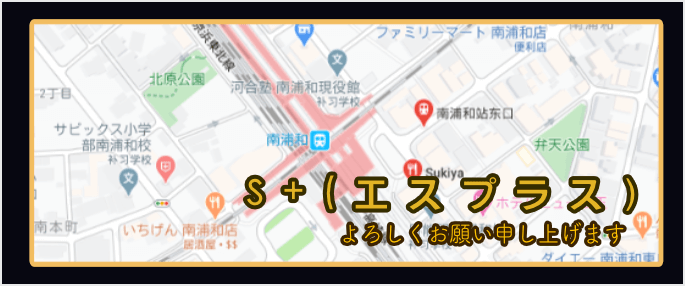 京浜東北線
ファミリーマート 南浦和店
便利店
南浦和
北原公園
河合塾 南浦和現役館
补习学校
2丁目
南浦和站东口
サピックス小学
部南浦和校
补习学校
南浦和
弁天公園
Sukiya
S+(エスプラス)
南本町
いちげん 南浦和店
居酒屋・$$
よろしくお願い申し上げます
ダイエー 南浦和東